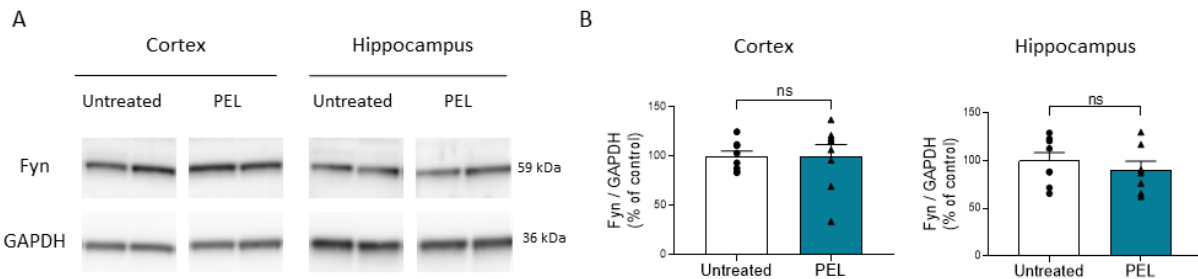 A
Cortex
Hippocampus
Untreated
PEL
Untreated
PEL
Fyn
59 kDa
GAPDH
36 kDa
B
Cortex
ns
150
100
50
0
Fyn / GAPDH
(% of control)
Untreated
PEL
Hippocampus
ns
150
100
50
0
Fyn / GAPDH
(% of control)
Untreated
PEL